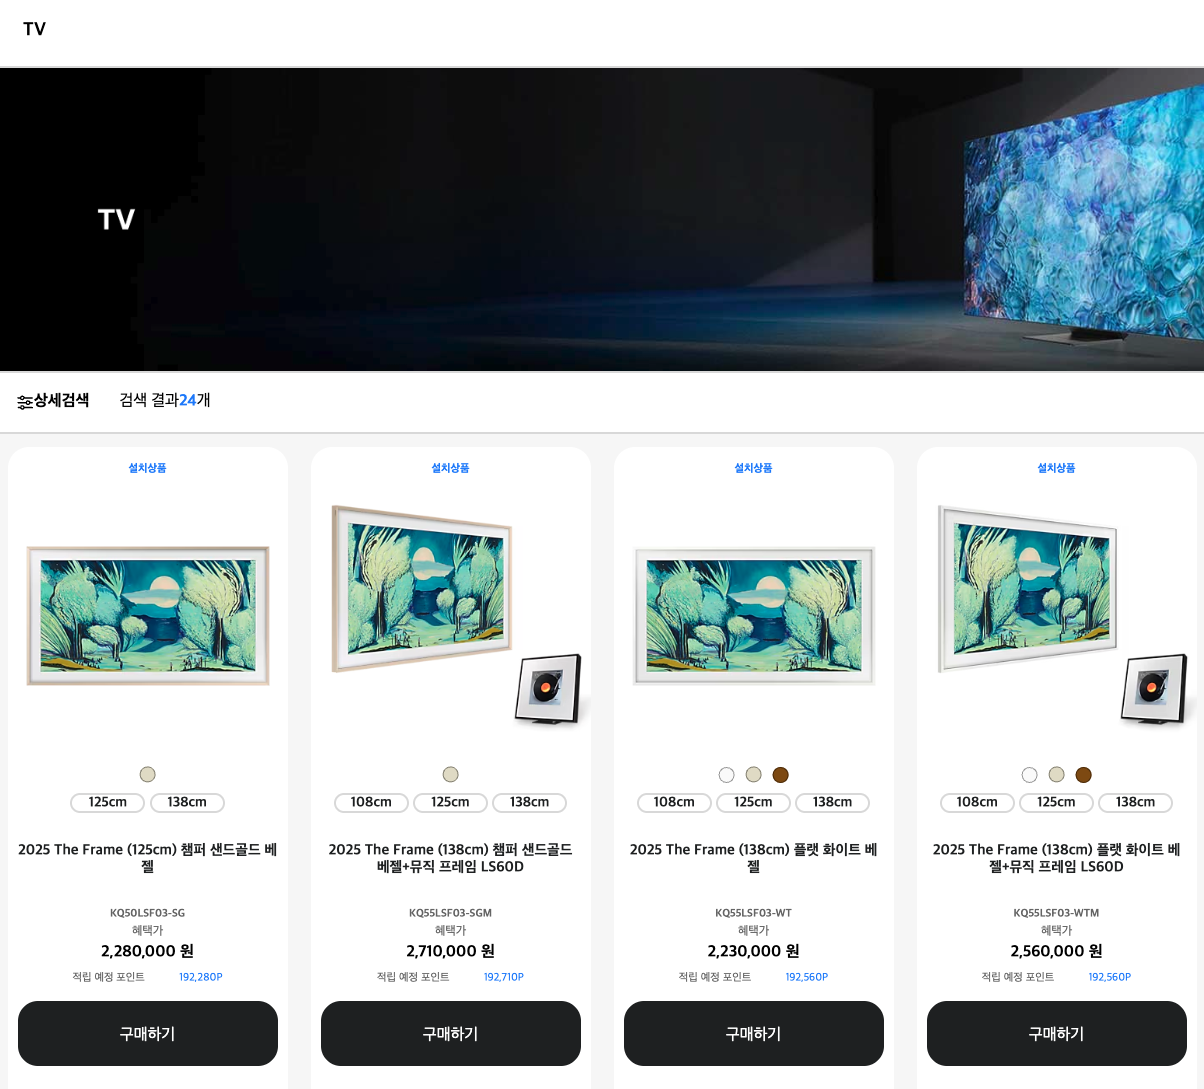 TV
TV
상세검색 검색 결과24개
설치상품
125cm 138cm
2025 The Frame (125cm) 챔퍼 샌드골드 베
젤
KQ50LSF03-SG
혜택가
2,280,000 원
적립 예정 포인트 192,280P
구매하기
설치상품
108cm 125cm 138cm
2025 The Frame (138cm) 챔퍼 샌드골드
베젤+뮤직 프레임 LS60D
KQ55LSF03-SGM
혜택가
2,710,000 원
적립 예정 포인트 192,710P
구매하기
설치상품
108cm 125cm 138cm
2025 The Frame (138cm) 플랫 화이트 베
젤
KQ55LSF03-WT
혜택가
2,230,000 원
적립 예정 포인트 192,560P
구매하기
설치상품
108cm 125cm 138cm
2025 The Frame (138cm) 플랫 화이트 베
젤+뮤직 프레임 LS60D
KQ55LSF03-WTM
혜택가
2,560,000 원
적립 예정 포인트 192,560P
구매하기